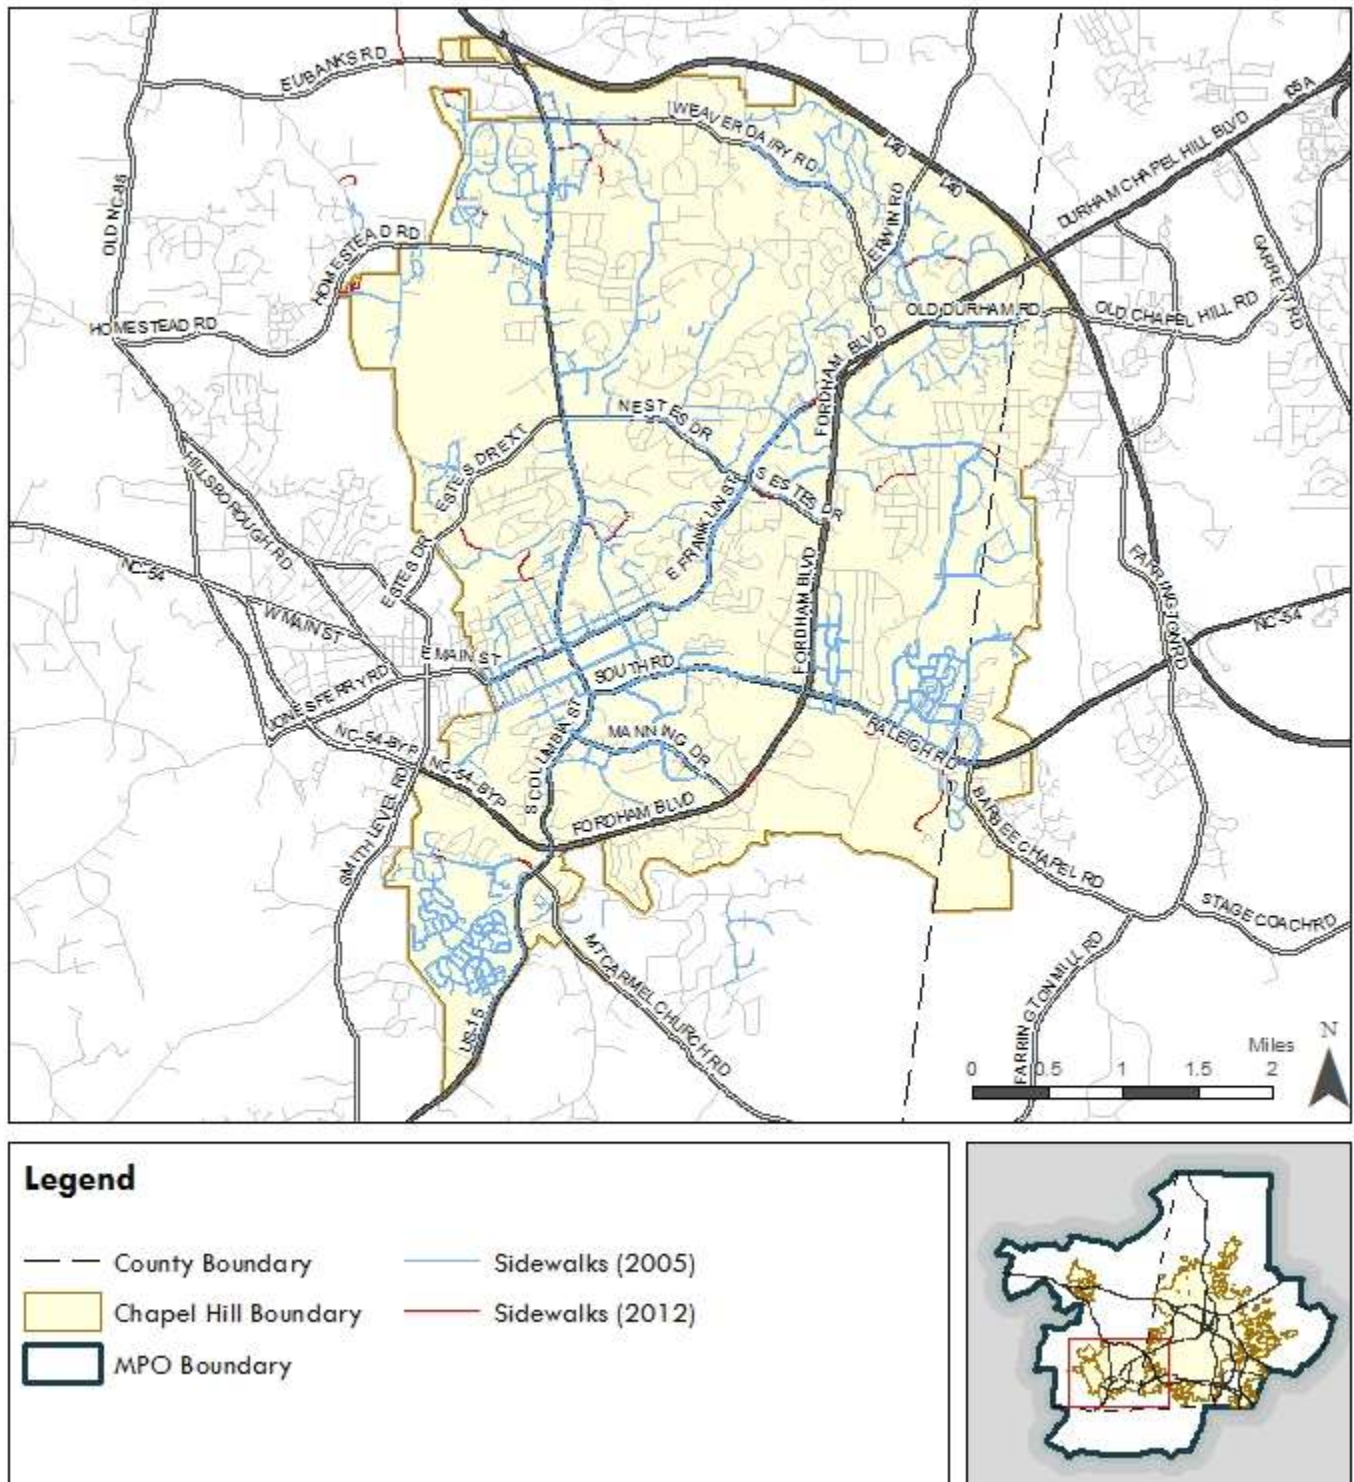 EUBANKS RD
WEAVER DAIRY RD
I-40
I-40
DURHAM CHAPEL HILL BLVD
OLD NC 86
ERWIN RD
GARRETT RD
HOMESTEAD RD
HOMESTEAD RD
OLD DURHAM RD
OLD CHAPEL HILL RD
FORDHAM BLVD
N ESTES DR
ESTES DR EXT
S ESTES DR
HILLSBOROUGH RD
E FRANKLIN ST
NC-54
ESTES DR
FORDHAM BLVD
FARRINGTON RD
W MAIN ST
NC-54
E MAIN ST
SOUTH RD
JONES FERRY RD
NC-54-BYP
NC-54-BYP
S COLUMBIA ST
MANNING DR
RALEIGH RD
SMITH LEVEL RD
FORDHAM BLVD
BARBEE CHAPEL RD
STAGECOACH RD
MT CARMEL CHURCH RD
FARRINGTON MILL RD
US-15
N
Miles
0 0.5 1 1.5 2
Legend
County Boundary
Sidewalks (2005)
Chapel Hill Boundary
Sidewalks (2012)
MPO Boundary